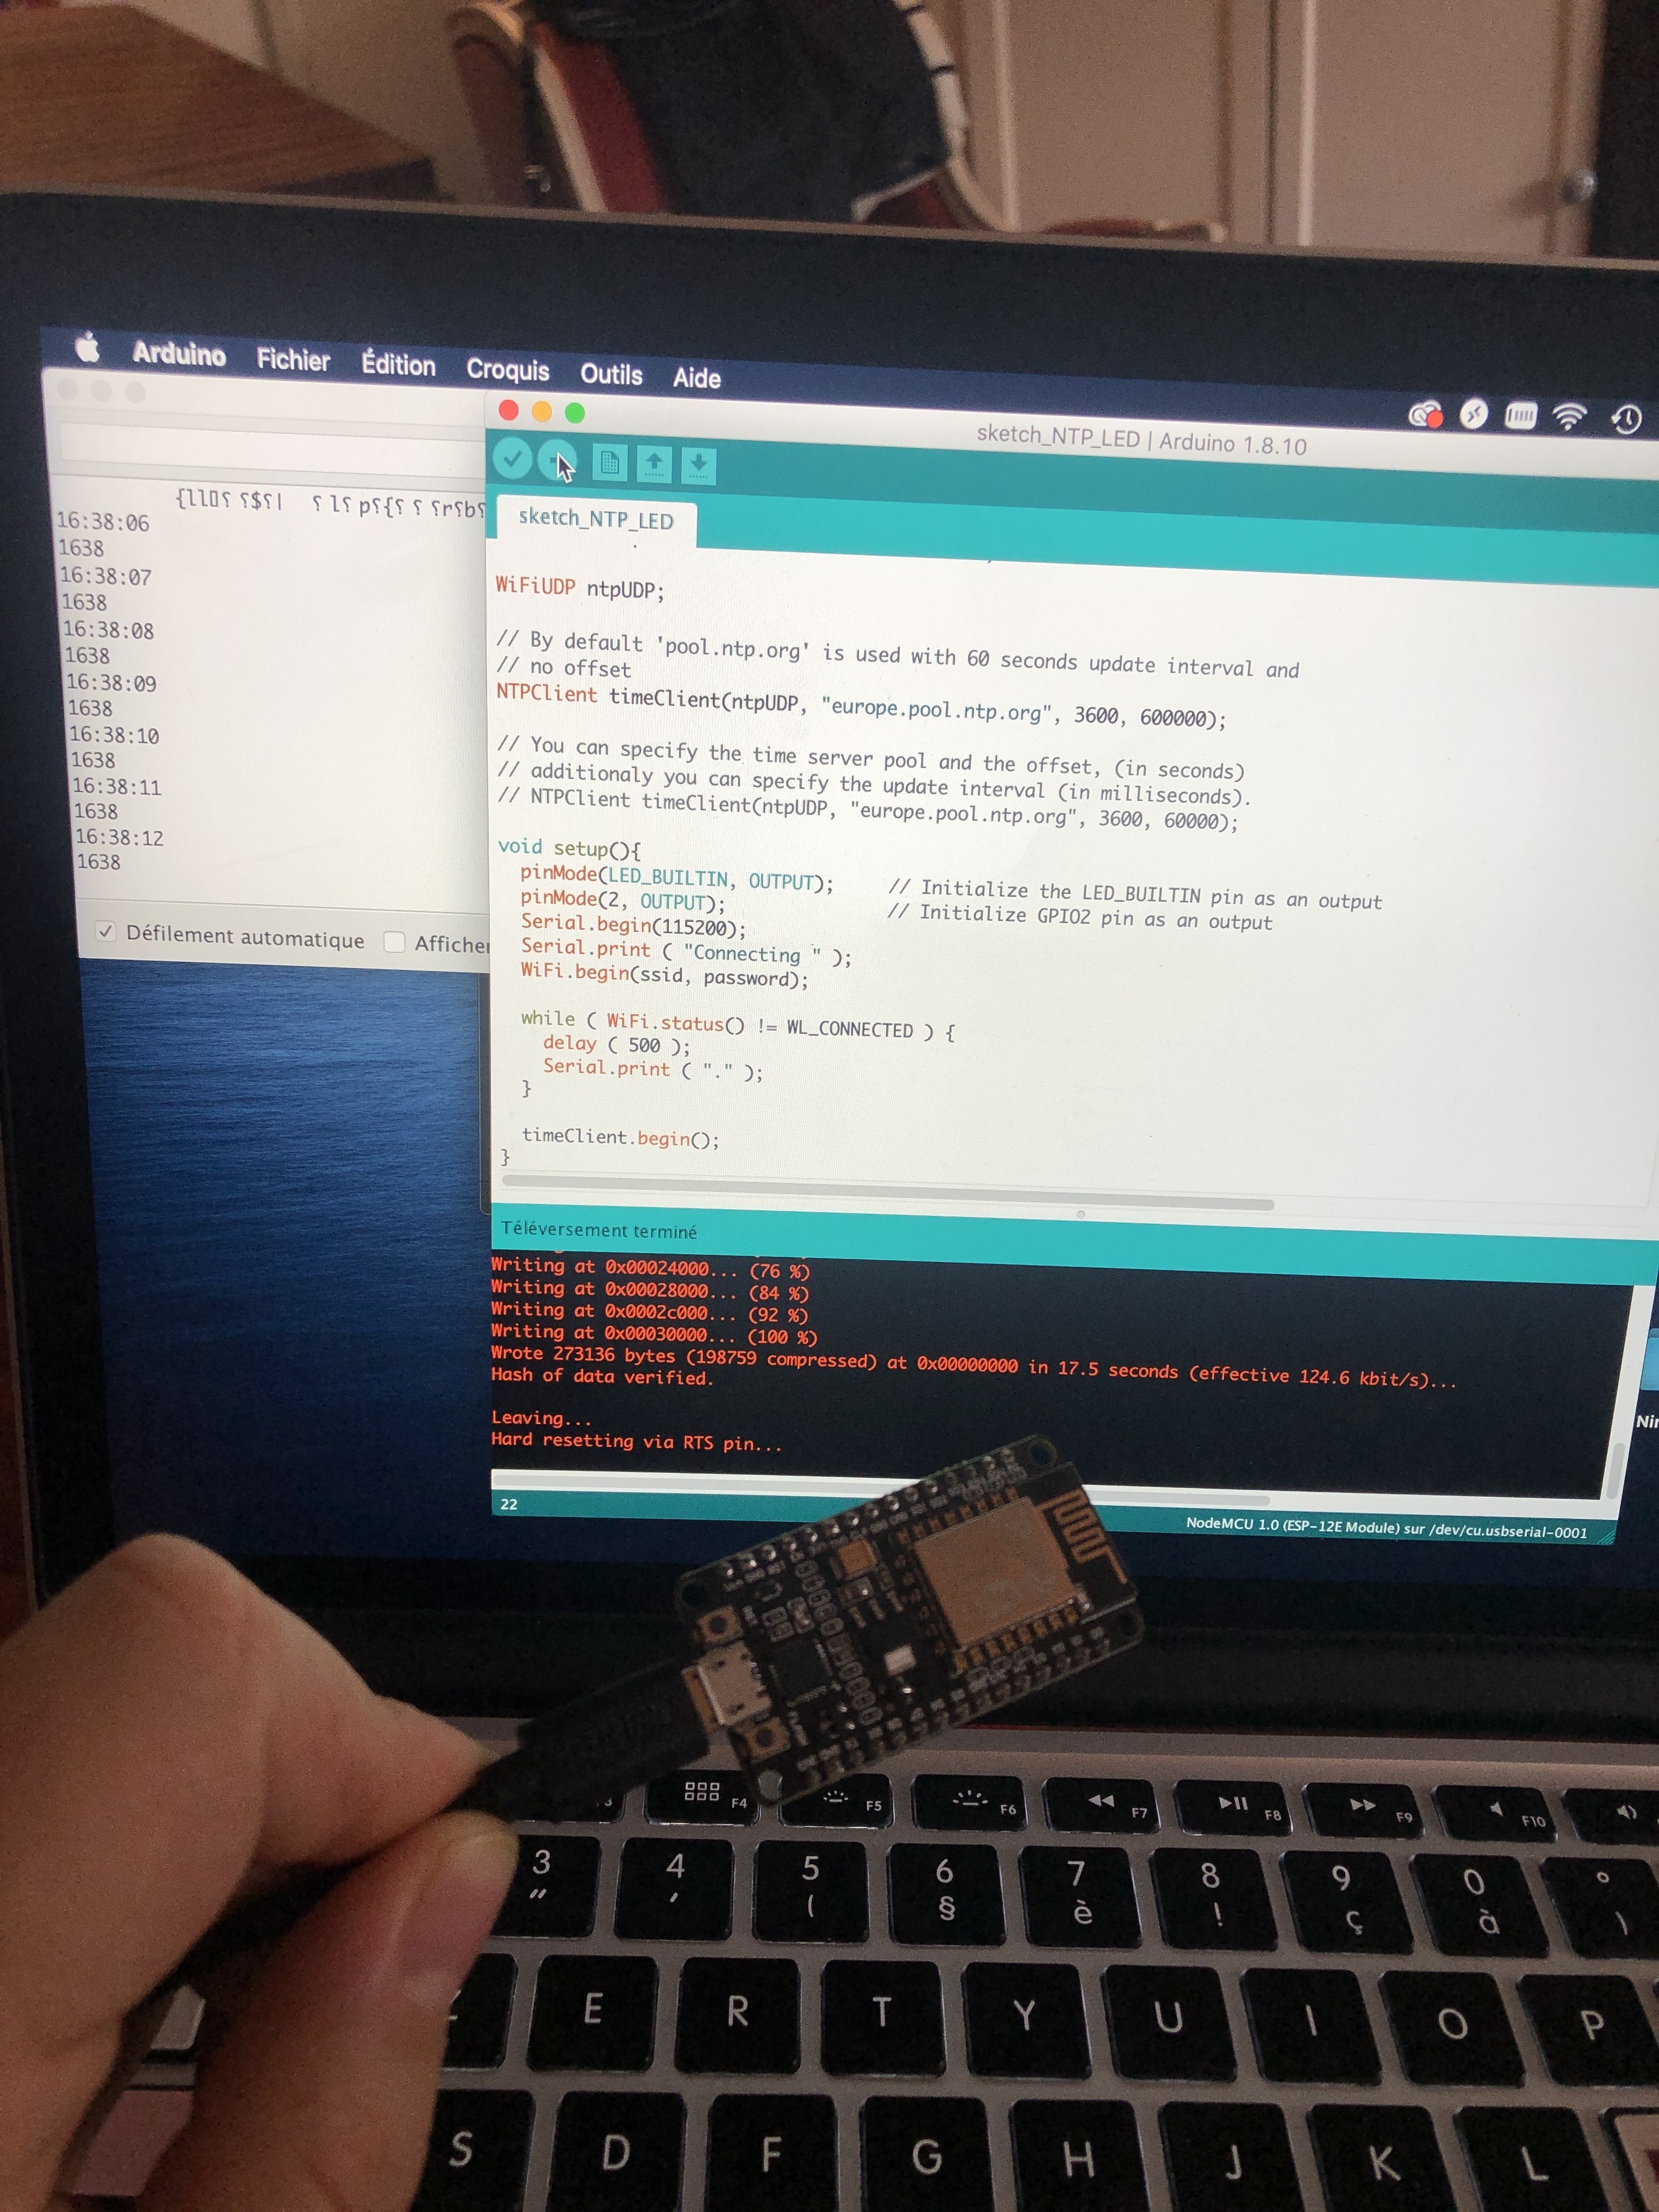 Arduino Fichier Édition Croquis Outils Aide
sketch_NTP_LED | Arduino 1.8.10
16:38:06
1638
16:38:07
1638
16:38:08
1638
16:38:09
1638
16:38:10
1638
16:38:11
1638
16:38:12
1638
Défilement automatique
sketch_NTP_LED
WiFiUDP ntpUDP;
// By default 'pool.ntp.org' is used with 60 seconds update interval and
// no offset
NTPClient timeClient(ntpUDP, "europe.pool.ntp.org", 3600, 600000);
// You can specify the time server pool and the offset, (in seconds)
// additionaly you can specify the update interval (in milliseconds).
// NTPClient timeClient(ntpUDP, "europe.pool.ntp.org", 3600, 60000);
void setup(){
pinMode(LED_BUILTIN, OUTPUT); // Initialize the LED_BUILTIN pin as an output
pinMode(2, OUTPUT); // Initialize GPIO2 pin as an output
Serial.begin(115200);
Serial.print ( "Connecting " );
WiFi.begin(ssid, password);
while ( WiFi.status() != WL_CONNECTED ) {
delay ( 500 );
Serial.print ( "." );
}
timeClient.begin();
}
Téléversement terminé
Writing at 0x00024000... (76 %)
Writing at 0x00028000... (84 %)
Writing at 0x0002c000... (92 %)
Writing at 0x00030000... (100 %)
Wrote 273136 bytes (198759 compressed) at 0x00000000 in 17.5 seconds (effective 124.6 kbit/s)...
Hash of data verified.
Leaving...
Hard resetting via RTS pin...
22
NodeMCU 1.0 (ESP-12E Module) sur /dev/cu.usbserial-0001
F4 F5 F6 F7 F8 F9 F10
3 4 5 6 7 8 9 0 °
" ' ( § è ! ç à )
E R T Y U I O P
S D F G H J K L